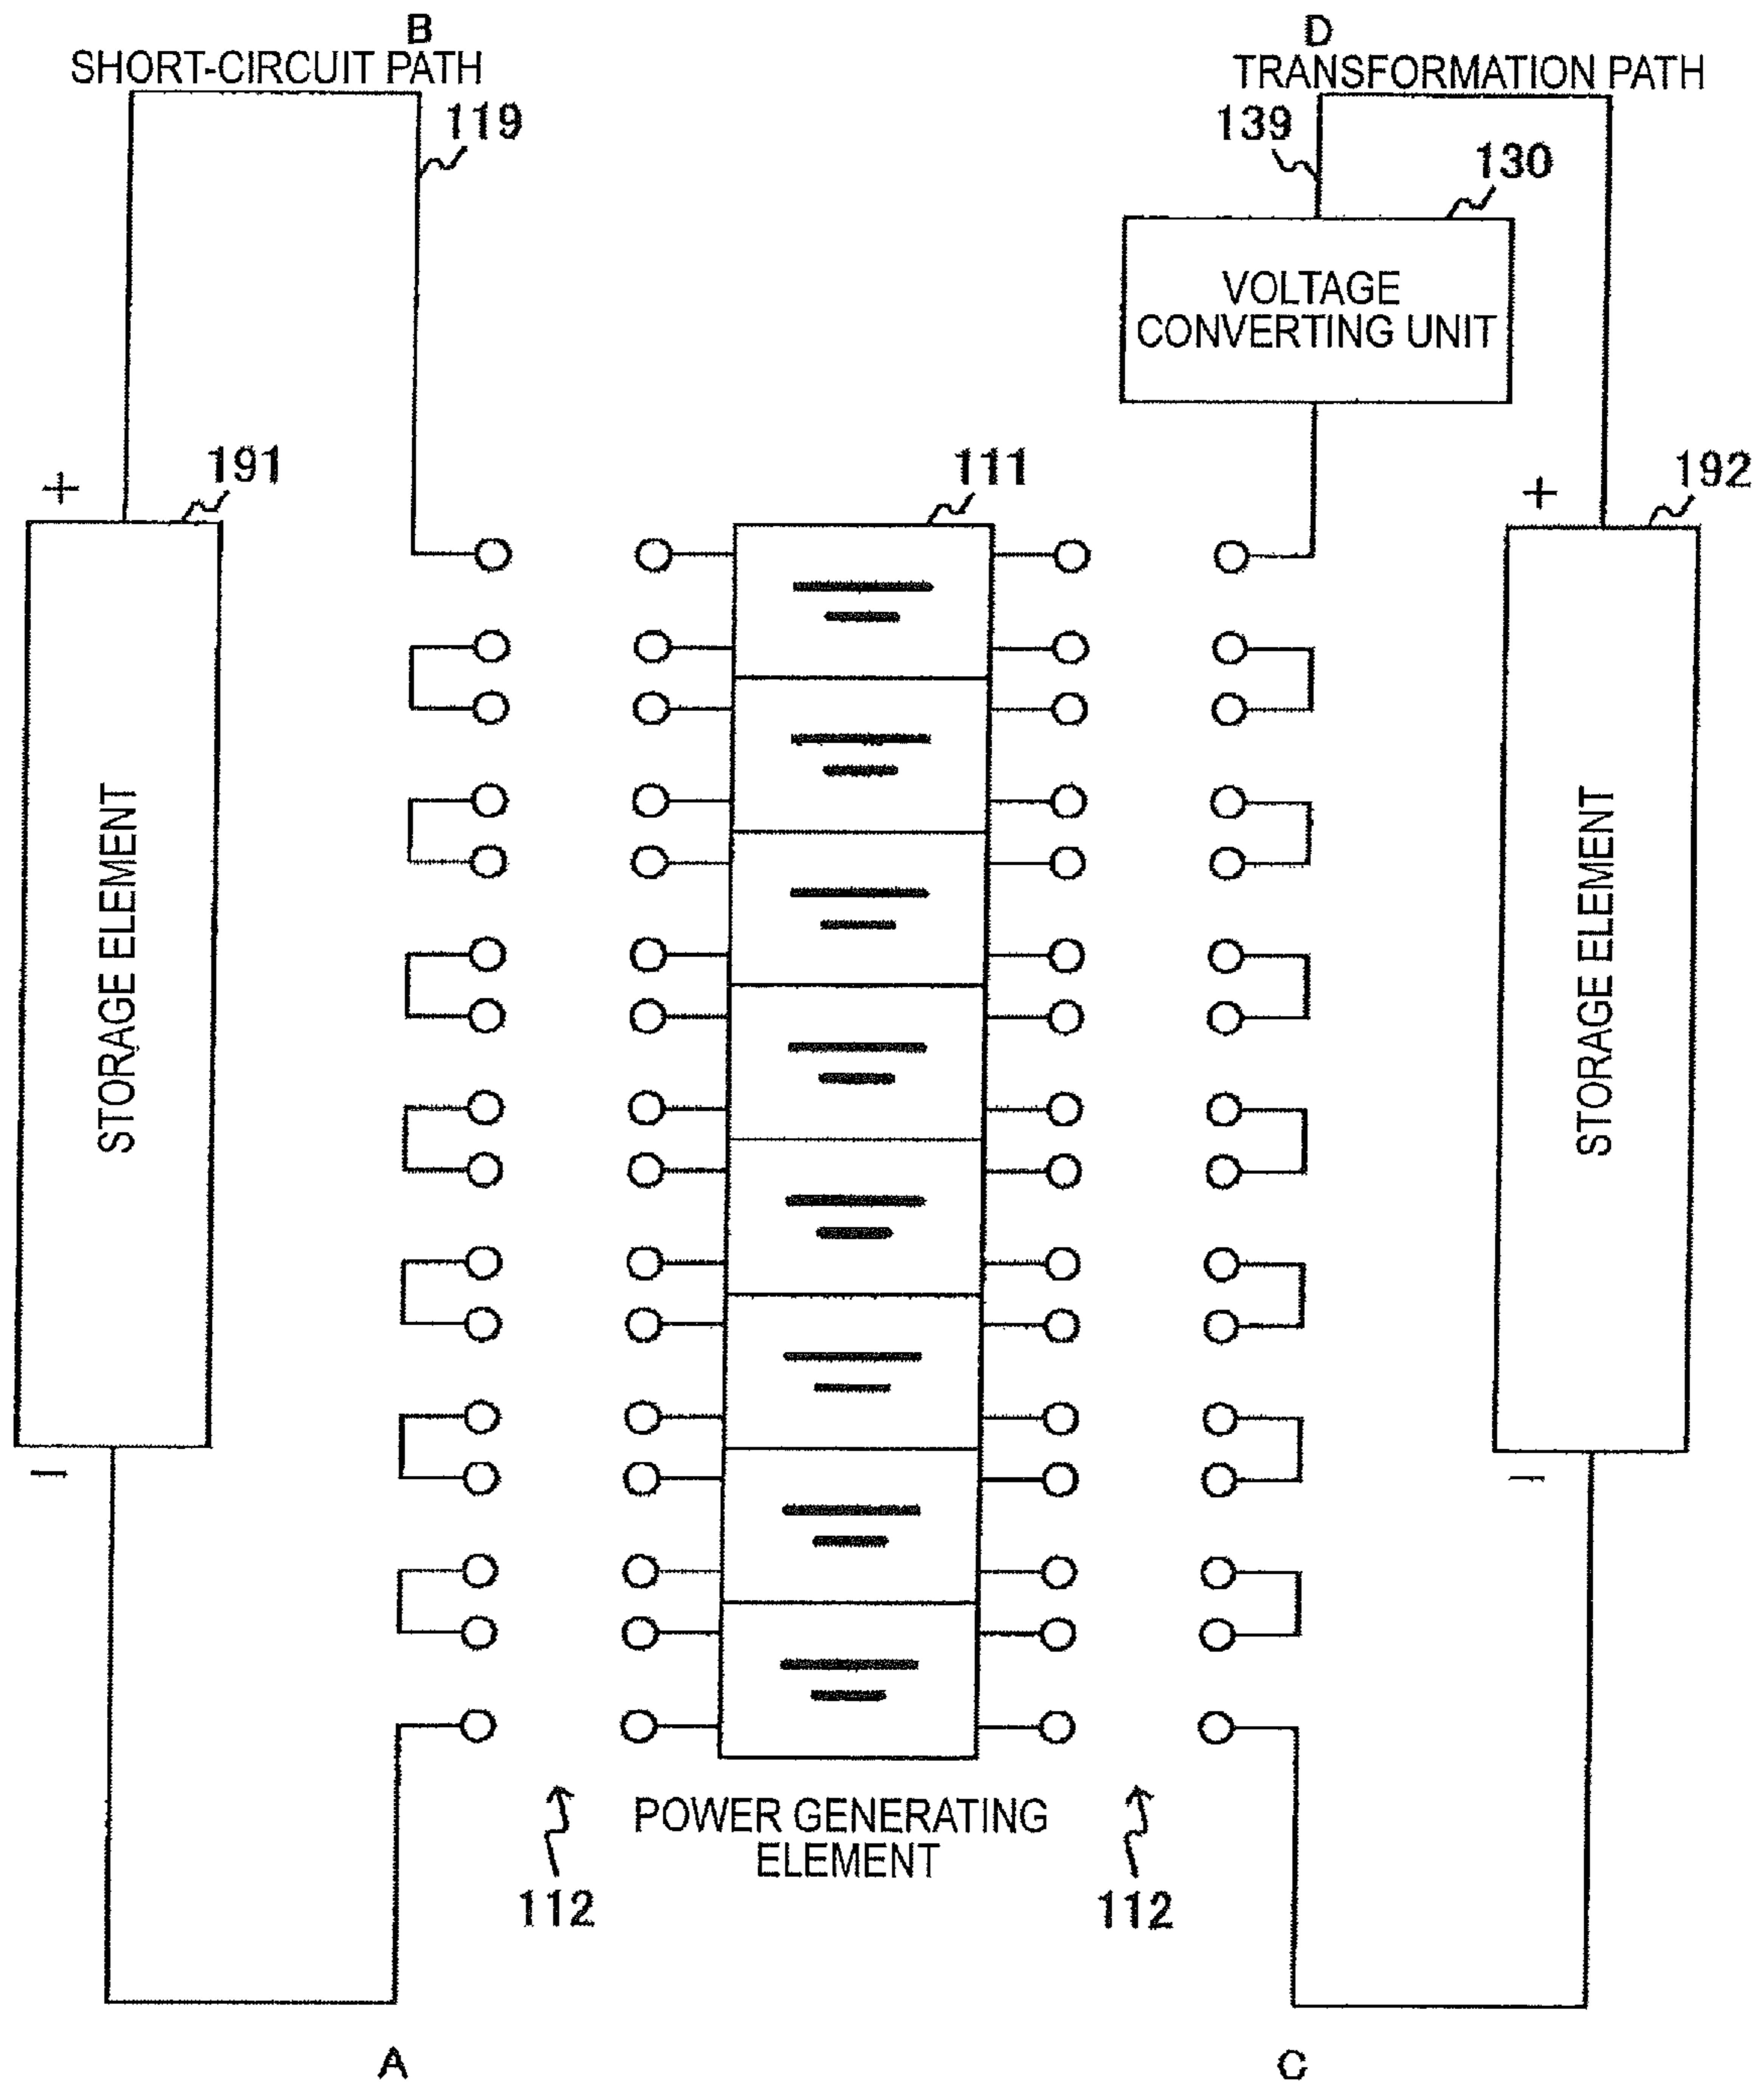 B
SHORT-CIRCUIT PATH
119
D
TRANSFORMATION PATH
139
130
VOLTAGE
CONVERTING UNIT
+
191
111
+
192
STORAGE ELEMENT
STORAGE ELEMENT
−
−
POWER GENERATING
ELEMENT
112
112
A
C